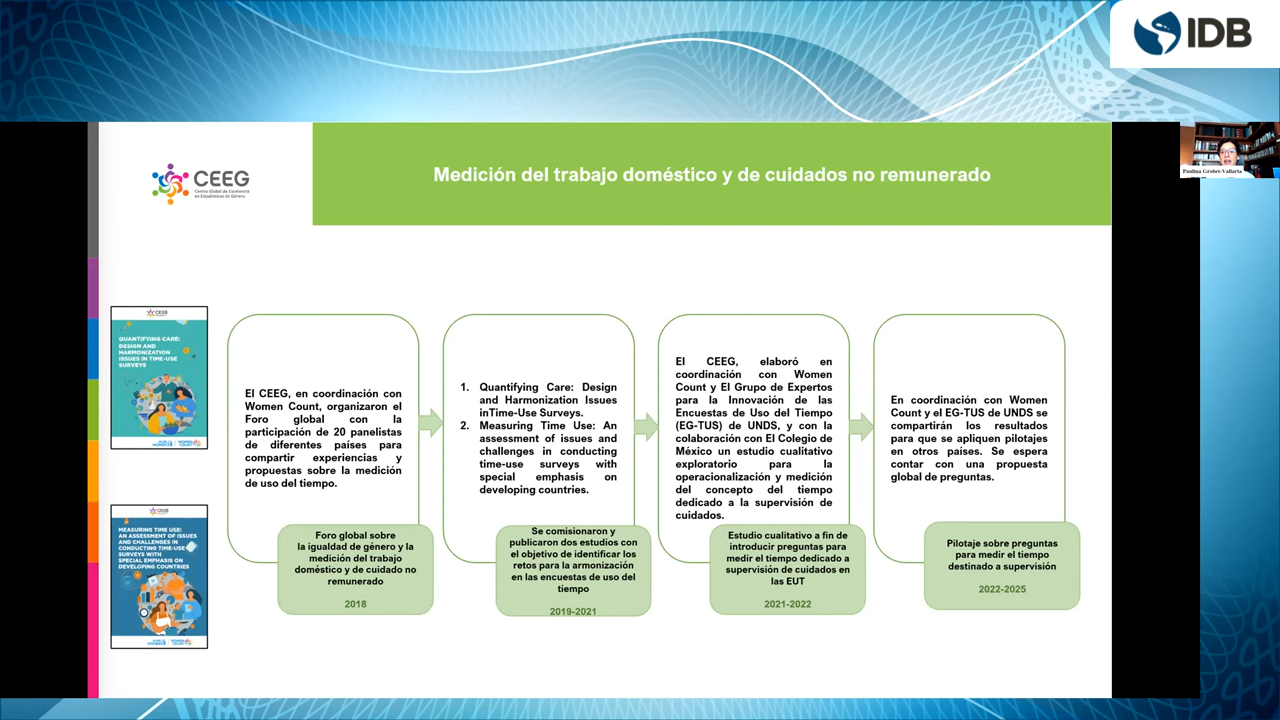 IDB
Paulina Grobet-Vallarta
CEEG
Centro Global de Excelencia
en Estadísticas de Género
Medición del trabajo doméstico y de cuidados no remunerado
CEEG
QUANTIFYING CARE:
DESIGN AND
HARMONIZATION
ISSUES IN TIME-USE
SURVEYS
CEEG
MEASURING TIME USE:
AN ASSESSMENT OF ISSUES
AND CHALLENGES IN
CONDUCTING TIME-USE
SURVEYS WITH
SPECIAL EMPHASIS ON
DEVELOPING COUNTRIES
El CEEG, en coordinación con
Women Count, organizaron el
Foro global con la
participación de 20 panelistas
de diferentes países para
compartir experiencias y
propuestas sobre la medición
de uso del tiempo.
Foro global sobre
la igualdad de género y la
medición del trabajo
doméstico y de cuidado no
remunerado
2018
1. Quantifying Care: Design
and Harmonization Issues
inTime-Use Surveys.
2. Measuring Time Use: An
assessment of issues and
challenges in conducting
time-use surveys with
special emphasis on
developing countries.
Se comisionaron y
publicaron dos estudios con
el objetivo de identificar los
retos para la armonización
en las encuestas de uso del
tiempo
2019-2021
El CEEG, elaboró en
coordinación con Women
Count y El Grupo de Expertos
para la Innovación de las
Encuestas de Uso del Tiempo
(EG-TUS) de UNDS, y con la
colaboración con El Colegio de
México un estudio cualitativo
exploratorio para la
operacionalización y medición
del concepto del tiempo
dedicado a la supervisión de
cuidados.
Estudio cualitativo a fin de
introducir preguntas para
medir el tiempo dedicado a
supervisión de cuidados en
las EUT
2021-2022
En coordinación con Women
Count y el EG-TUS de UNDS se
compartirán los resultados
para que se apliquen pilotajes
en otros países. Se espera
contar con una propuesta
global de preguntas.
Pilotaje sobre preguntas
para medir el tiempo
destinado a supervisión
2022-2025